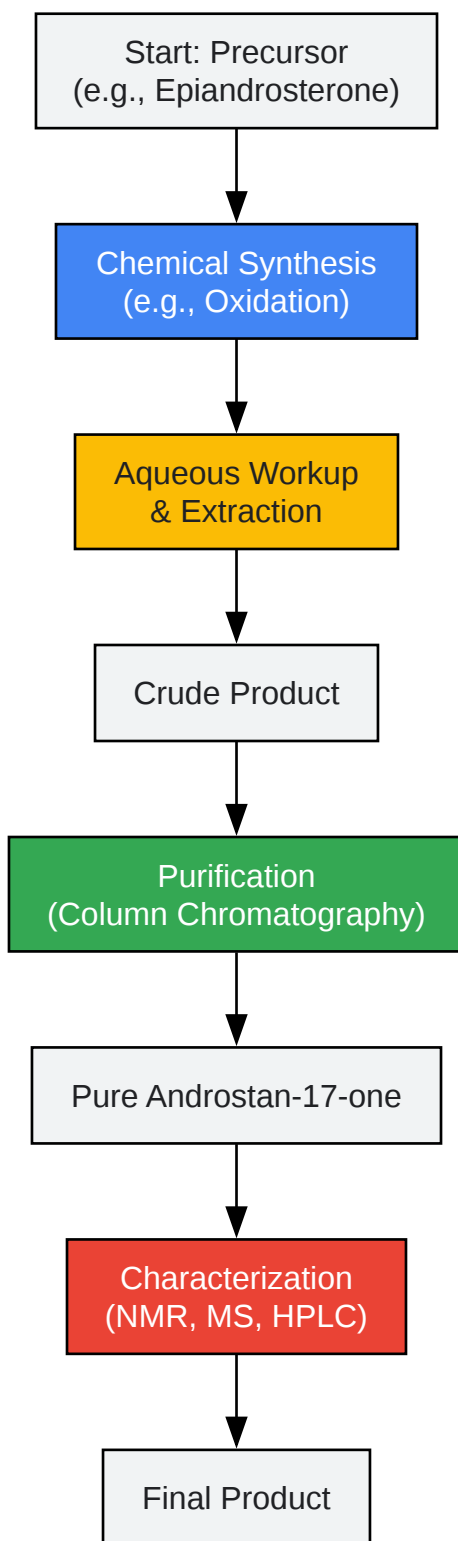 Start: Precursor
(e.g., Epiandrosterone)
Chemical Synthesis
(e.g., Oxidation)
Aqueous Workup
& Extraction
Crude Product
Purification
(Column Chromatography)
Pure Androstan-17-one
Characterization
(NMR, MS, HPLC)
Final Product